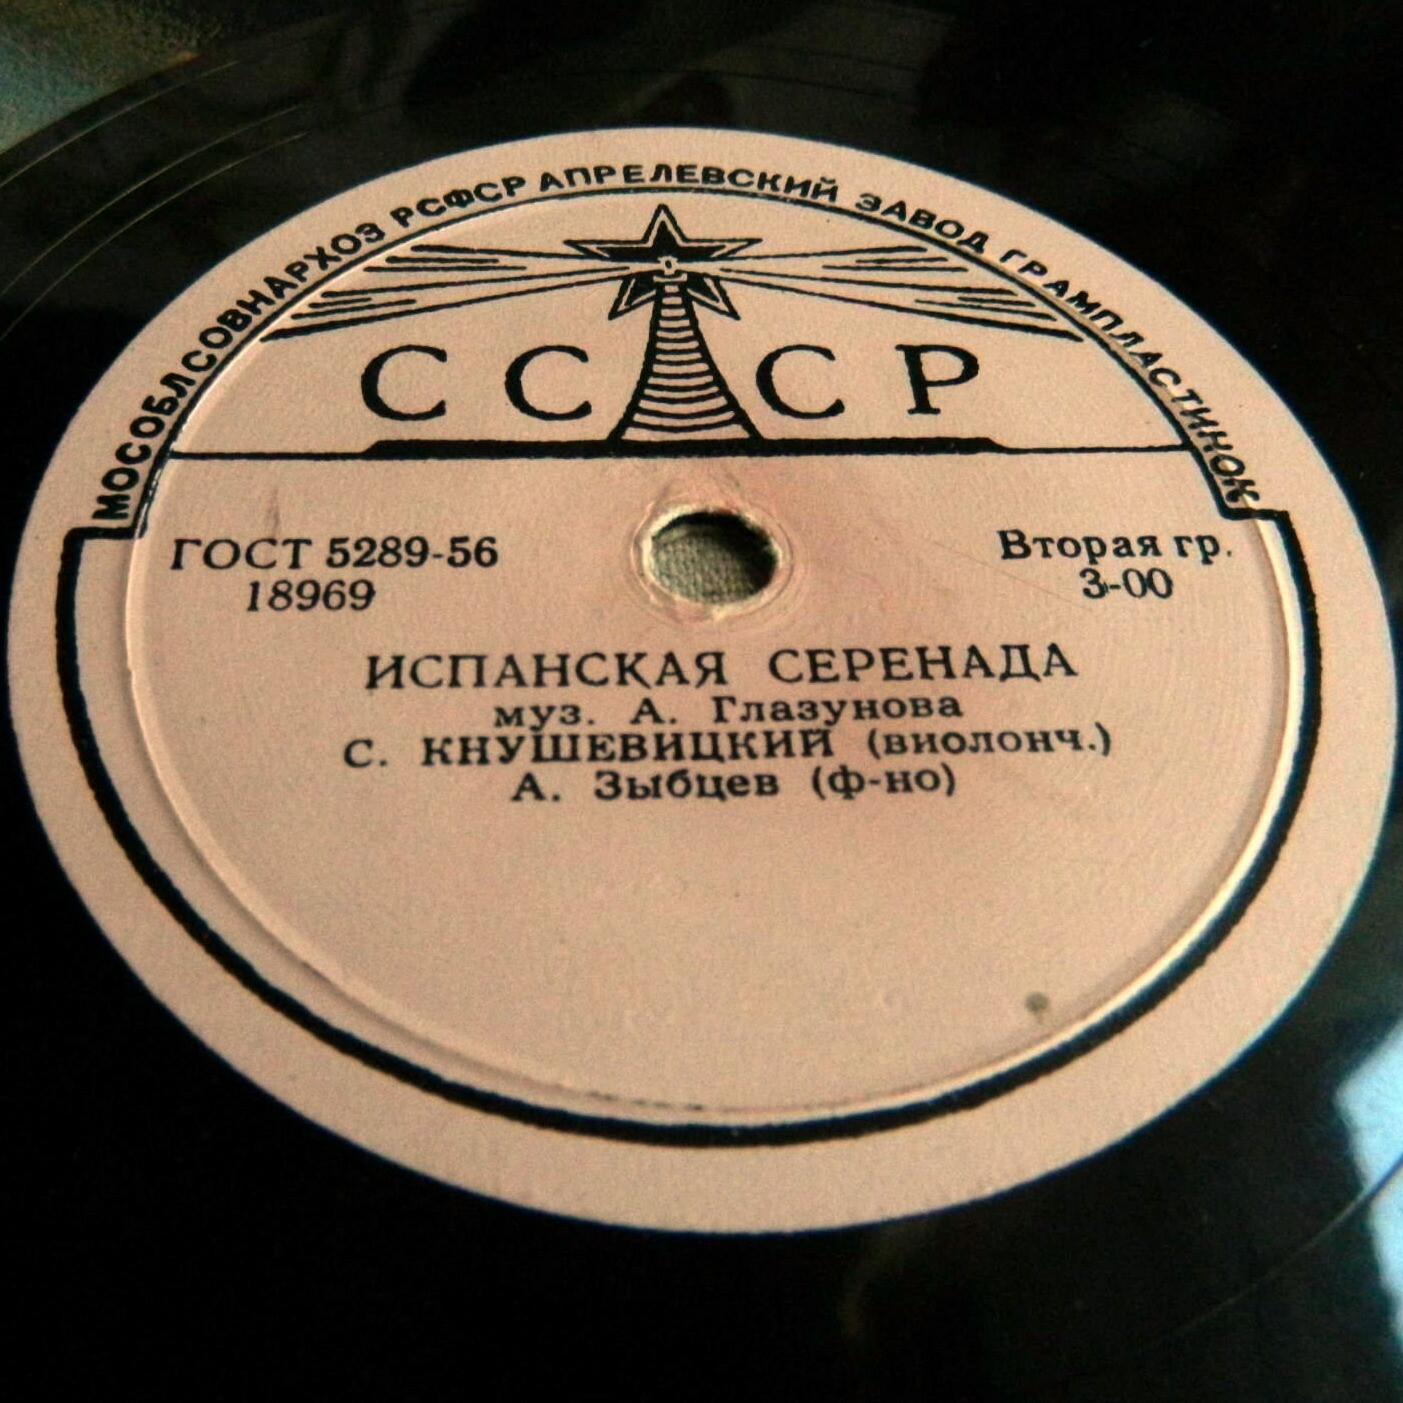 МОСОБЛСОВНАРХОЗ РСФСР АПРЕЛЕВСКИЙ ЗАВОД ГРАМПЛАСТИНОК
СССР
ГОСТ 5289-56
18969
Вторая гр.
3-00
ИСПАНСКАЯ СЕРЕНАДА
муз. А. Глазунова
С. КНУШЕВИЦКИЙ (виолонч.)
А. Зыбцев (ф-но)